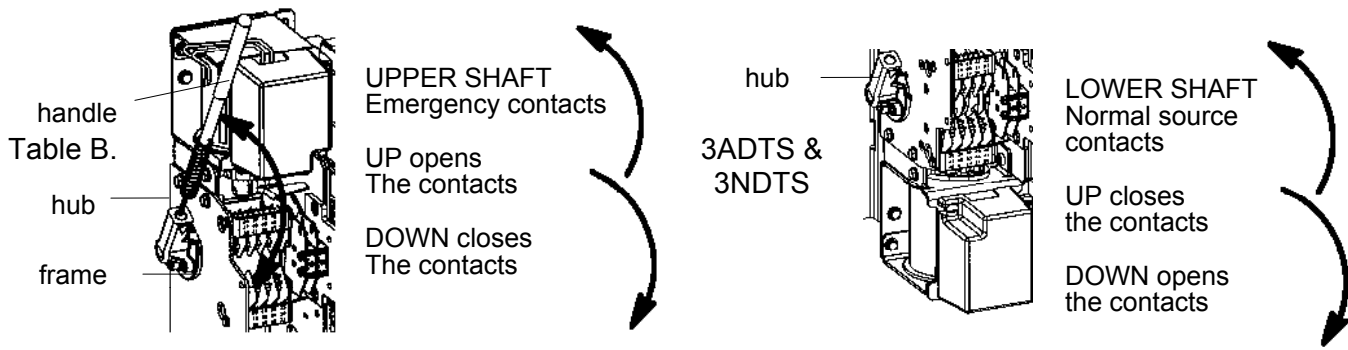 handle
Table B.
hub
frame
UPPER SHAFT
Emergency contacts
UP opens
The contacts
DOWN closes
The contacts
hub
3ADTS &
3NDTS
LOWER SHAFT
Normal source
contacts
UP closes
the contacts
DOWN opens
the contacts